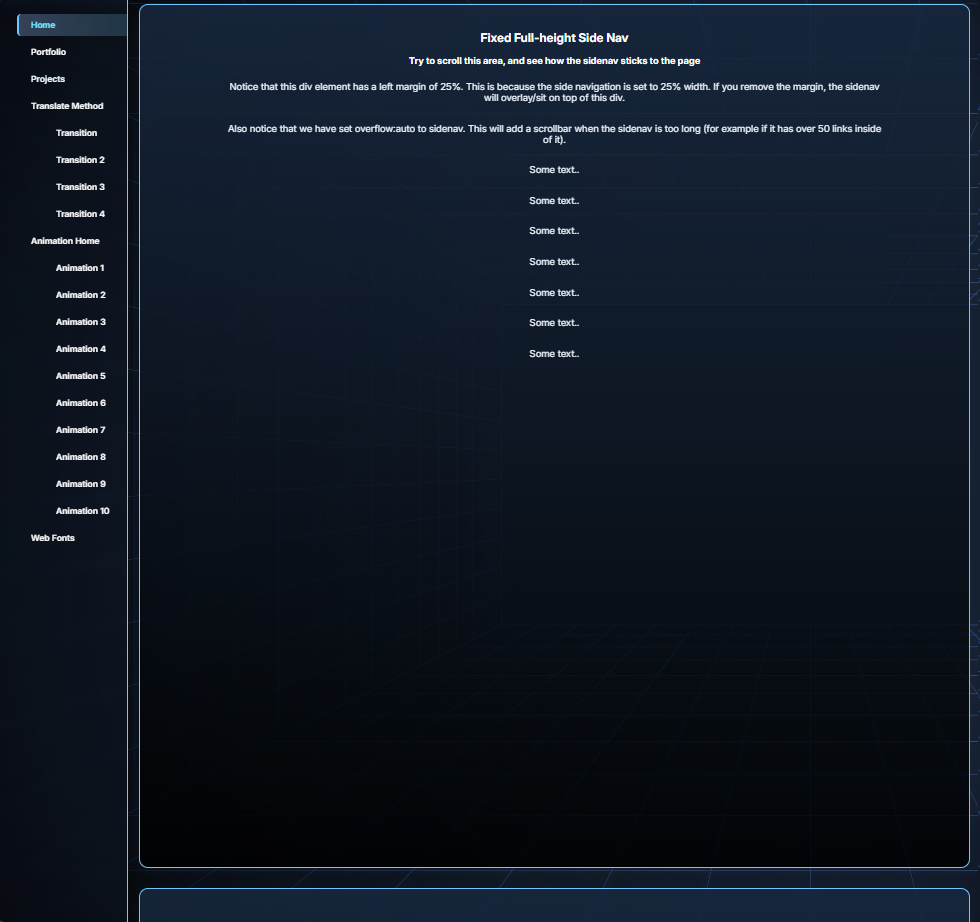 Home
Portfolio
Projects
Translate Method
Transition
Transition 2
Transition 3
Transition 4
Animation Home
Animation 1
Animation 2
Animation 3
Animation 4
Animation 5
Animation 6
Animation 7
Animation 8
Animation 9
Animation 10
Web Fonts
Fixed Full-height Side Nav
Try to scroll this area, and see how the sidenav sticks to the page
Notice that this div element has a left margin of 25%. This is because the side navigation is set to 25% width. If you remove the margin, the sidenav
will overlay/sit on top of this div.
Also notice that we have set overflow:auto to sidenav. This will add a scrollbar when the sidenav is too long (for example if it has over 50 links inside
of it).
Some text..
Some text..
Some text..
Some text..
Some text..
Some text..
Some text..